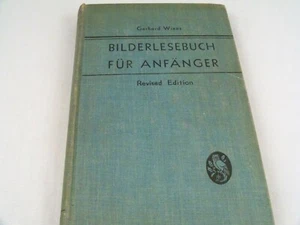 Gerhard Wiens
BILDERLESEBUCH
FÜR ANFÄNGER
Revised Edition